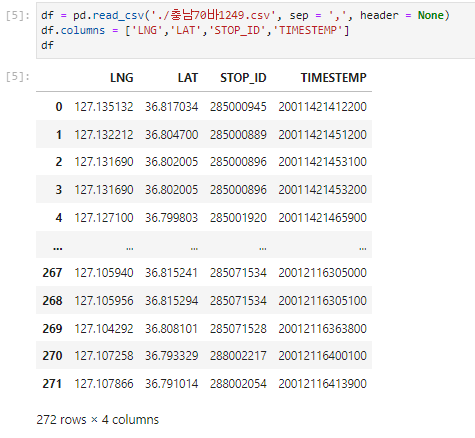 [5]: df = pd.read_csv('./충남70바1249.csv', sep = ',', header = None)
df.columns = ['LNG','LAT','STOP_ID','TIMESTEMP']
df
[5]: LNG LAT STOP_ID TIMESTEMP
0 127.135132 36.817034 285000945 20011421412200
1 127.132212 36.804700 285000889 20011421451200
2 127.131690 36.802005 285000896 20011421453100
3 127.131690 36.802005 285000896 20011421453200
4 127.127100 36.799803 285001920 20011421465900
... ... ... ... ...
267 127.105940 36.815241 285071534 20012116305000
268 127.105956 36.815294 285071534 20012116305100
269 127.104292 36.808101 285071528 20012116363800
270 127.107258 36.793329 288002217 20012116400100
271 127.107866 36.791014 288002054 20012116413900
272 rows × 4 columns